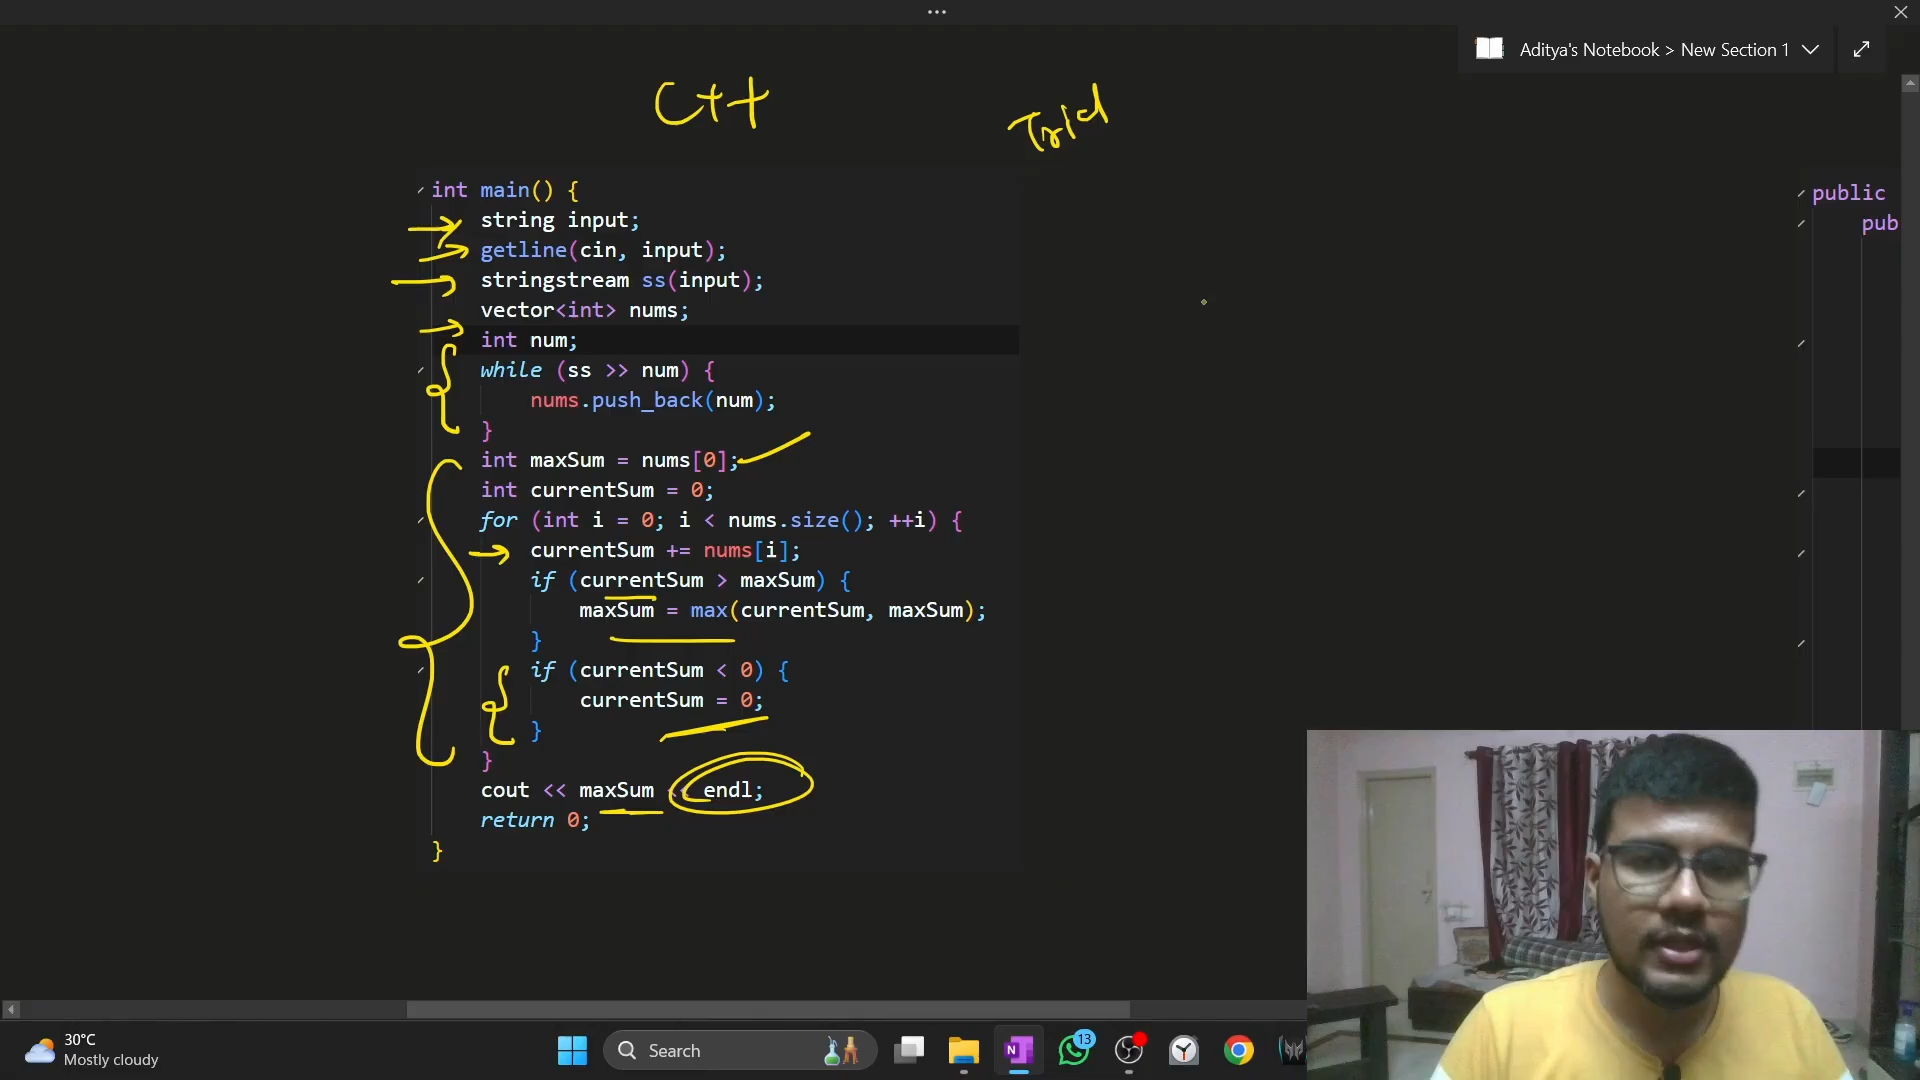 Aditya's Notebook > New Section 1
C++
int main() {
string input;
getline(cin, input);
stringstream ss(input);
vector<int> nums;
int num;
while (ss >> num) {
nums.push_back(num);
}
int maxSum = nums[0];
int currentSum = 0;
for (int i = 0; i < nums.size(); ++i) {
currentSum += nums[i];
if (currentSum > maxSum) {
maxSum = max(currentSum, maxSum);
}
if (currentSum < 0) {
currentSum = 0;
}
}
cout << maxSum << endl;
return 0;
}
public
pub
30°C
Mostly cloudy
Search
13